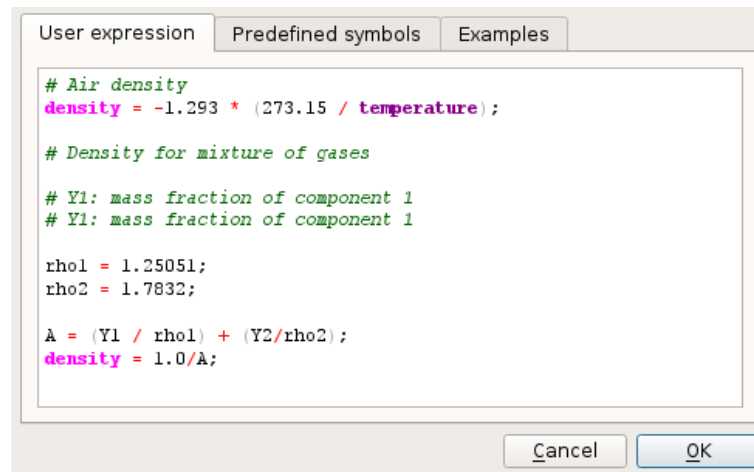 User expression Predefined symbols Examples
# Air density
density = -1.293 * (273.15 / temperature);
# Density for mixture of gases
# Y1: mass fraction of component 1
# Y1: mass fraction of component 1
rho1 = 1.25051;
rho2 = 1.7832;
A = (Y1 / rho1) + (Y2/rho2);
density = 1.0/A;
Cancel OK